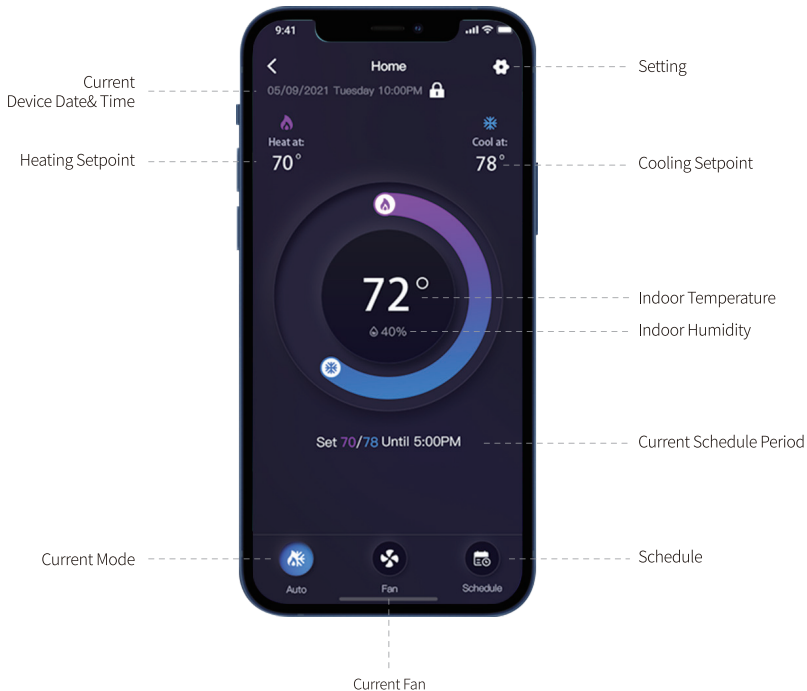 9:41
Home
Setting
Current
Device Date& Time
05/09/2021 Tuesday 10:00PM
Heat at:
70°
Cool at:
78°
Heating Setpoint
Cooling Setpoint
72°
Indoor Temperature
40%
Indoor Humidity
Set 70/78 Until 5:00PM
Current Schedule Period
Current Mode
Schedule
Auto
Fan
Schedule
Current Fan